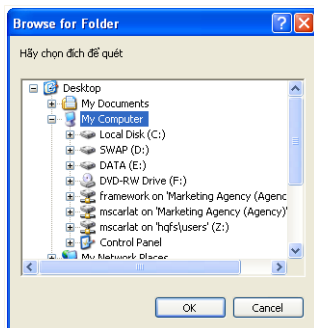 Browse for Folder
Hãy chọn đích để quét
Desktop
My Documents
My Computer
Local Disk (C:)
SWAP (D:)
DATA (E:)
DVD-RW Drive (F:)
framework on 'Marketing Agency (Agenc
mscarlat on 'Marketing Agency (Agency)'
mscarlat on 'hqfs\users' (Z:)
Control Panel
My Network Places
OK Cancel